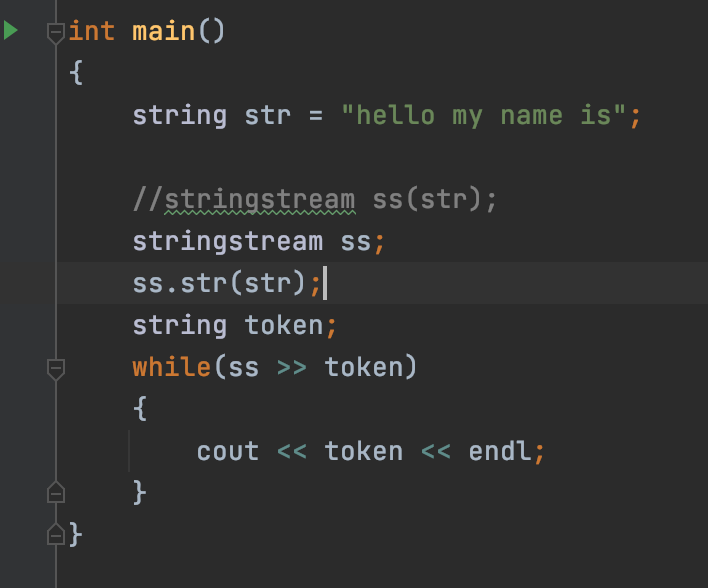 int main()
{
    string str = "hello my name is";

    //stringstream ss(str);
    stringstream ss;
    ss.str(str);
    string token;
    while(ss >> token)
    {
        cout << token << endl;
    }
}